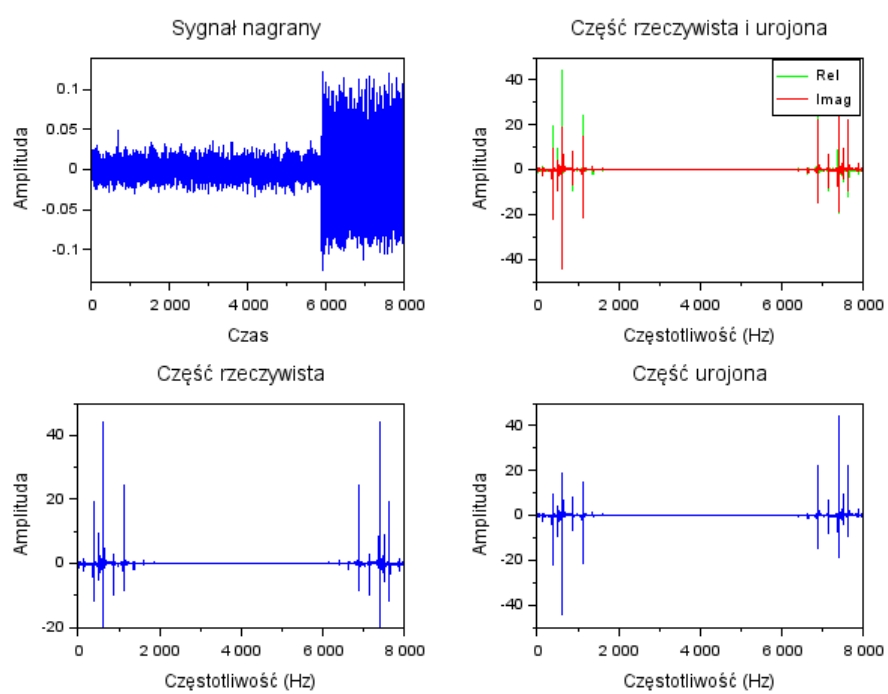 Sygnał nagrany
0.1
0.05
0
-0.05
-0.1
Amplituda
0 2 000 4 000 6 000 8 000
Czas
Część rzeczywista i urojona
Rel
Imag
40
20
0
-20
-40
Amplituda
0 2 000 4 000 6 000 8 000
Częstotliwość (Hz)
Część rzeczywista
40
20
0
-20
Amplituda
0 2 000 4 000 6 000 8 000
Częstotliwość (Hz)
Część urojona
40
20
0
-20
-40
Amplituda
0 2 000 4 000 6 000 8 000
Częstotliwość (Hz)